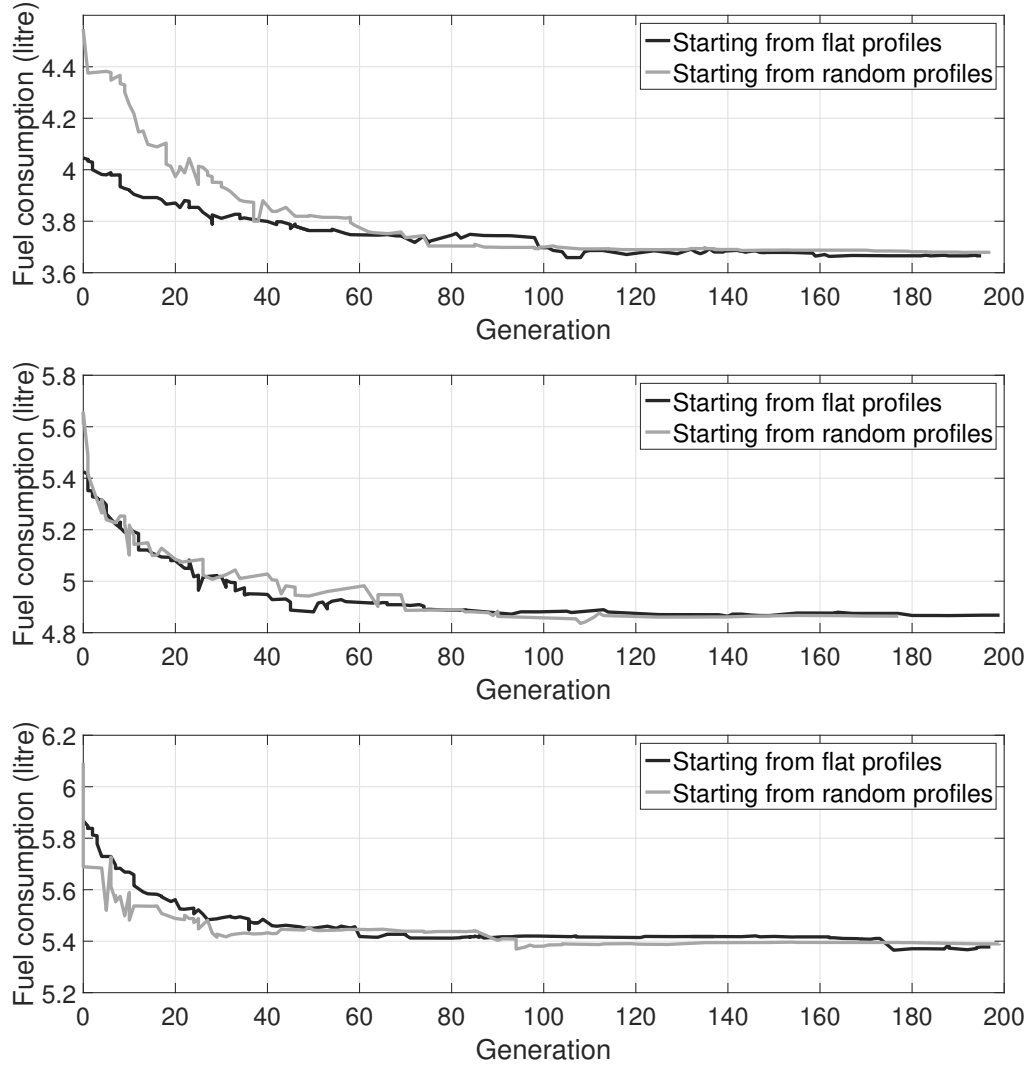 Fuel consumption (litre)
4.4
4.2
4
3.8
3.6
Starting from flat profiles
Starting from random profiles
0 20 40 60 80 100 120 140 160 180 200
Generation
Fuel consumption (litre)
5.8
5.6
5.4
5.2
5
4.8
Starting from flat profiles
Starting from random profiles
0 20 40 60 80 100 120 140 160 180 200
Generation
Fuel consumption (litre)
6.2
6
5.8
5.6
5.4
5.2
Starting from flat profiles
Starting from random profiles
0 20 40 60 80 100 120 140 160 180 200
Generation